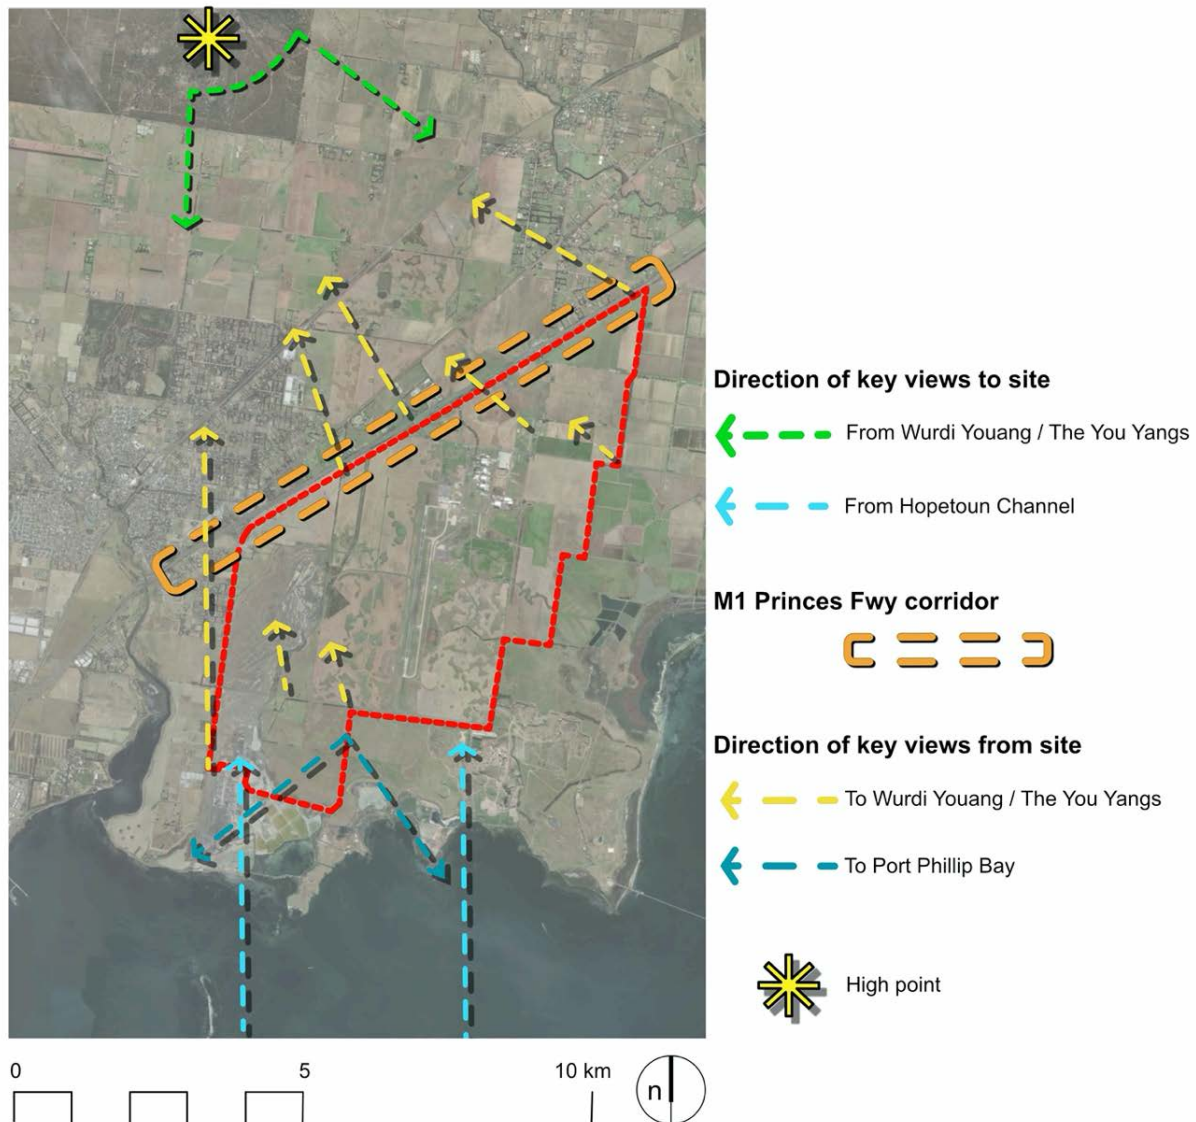 Direction of key views to site
From Wurdi Youang / The You Yangs
From Hopetoun Channel
M1 Princes Fwy corridor
Direction of key views from site
To Wurdi Youang / The You Yangs
To Port Phillip Bay
High point
0 5 10 km
n